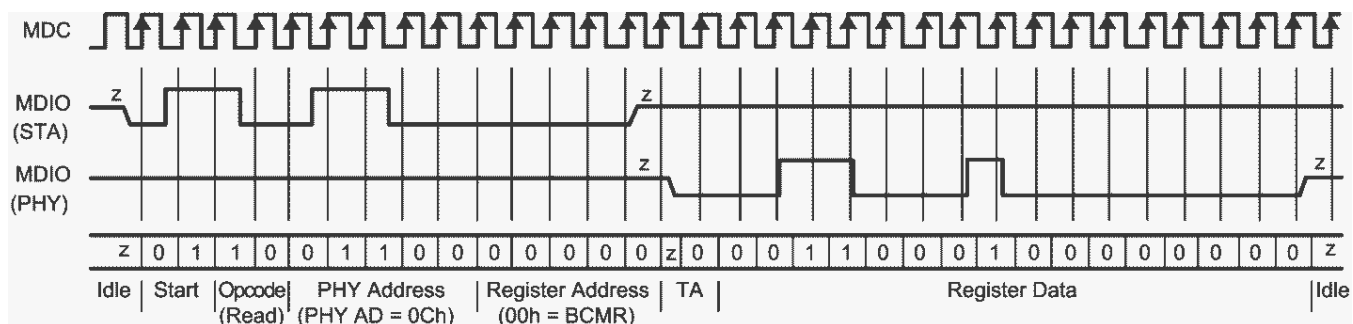 MDC
z z
MDIO
(STA)
z z
MDIO
(PHY)
z 0 1 1 0 0 1 1 0 0 0 0 0 0 0 z 0 0 0 1 1 0 0 0 1 0 0 0 0 0 0 0 0 z
Idle Start Opcode PHY Address Register Address TA Register Data Idle
(Read) (PHY AD = 0Ch) (00h = BCMR)